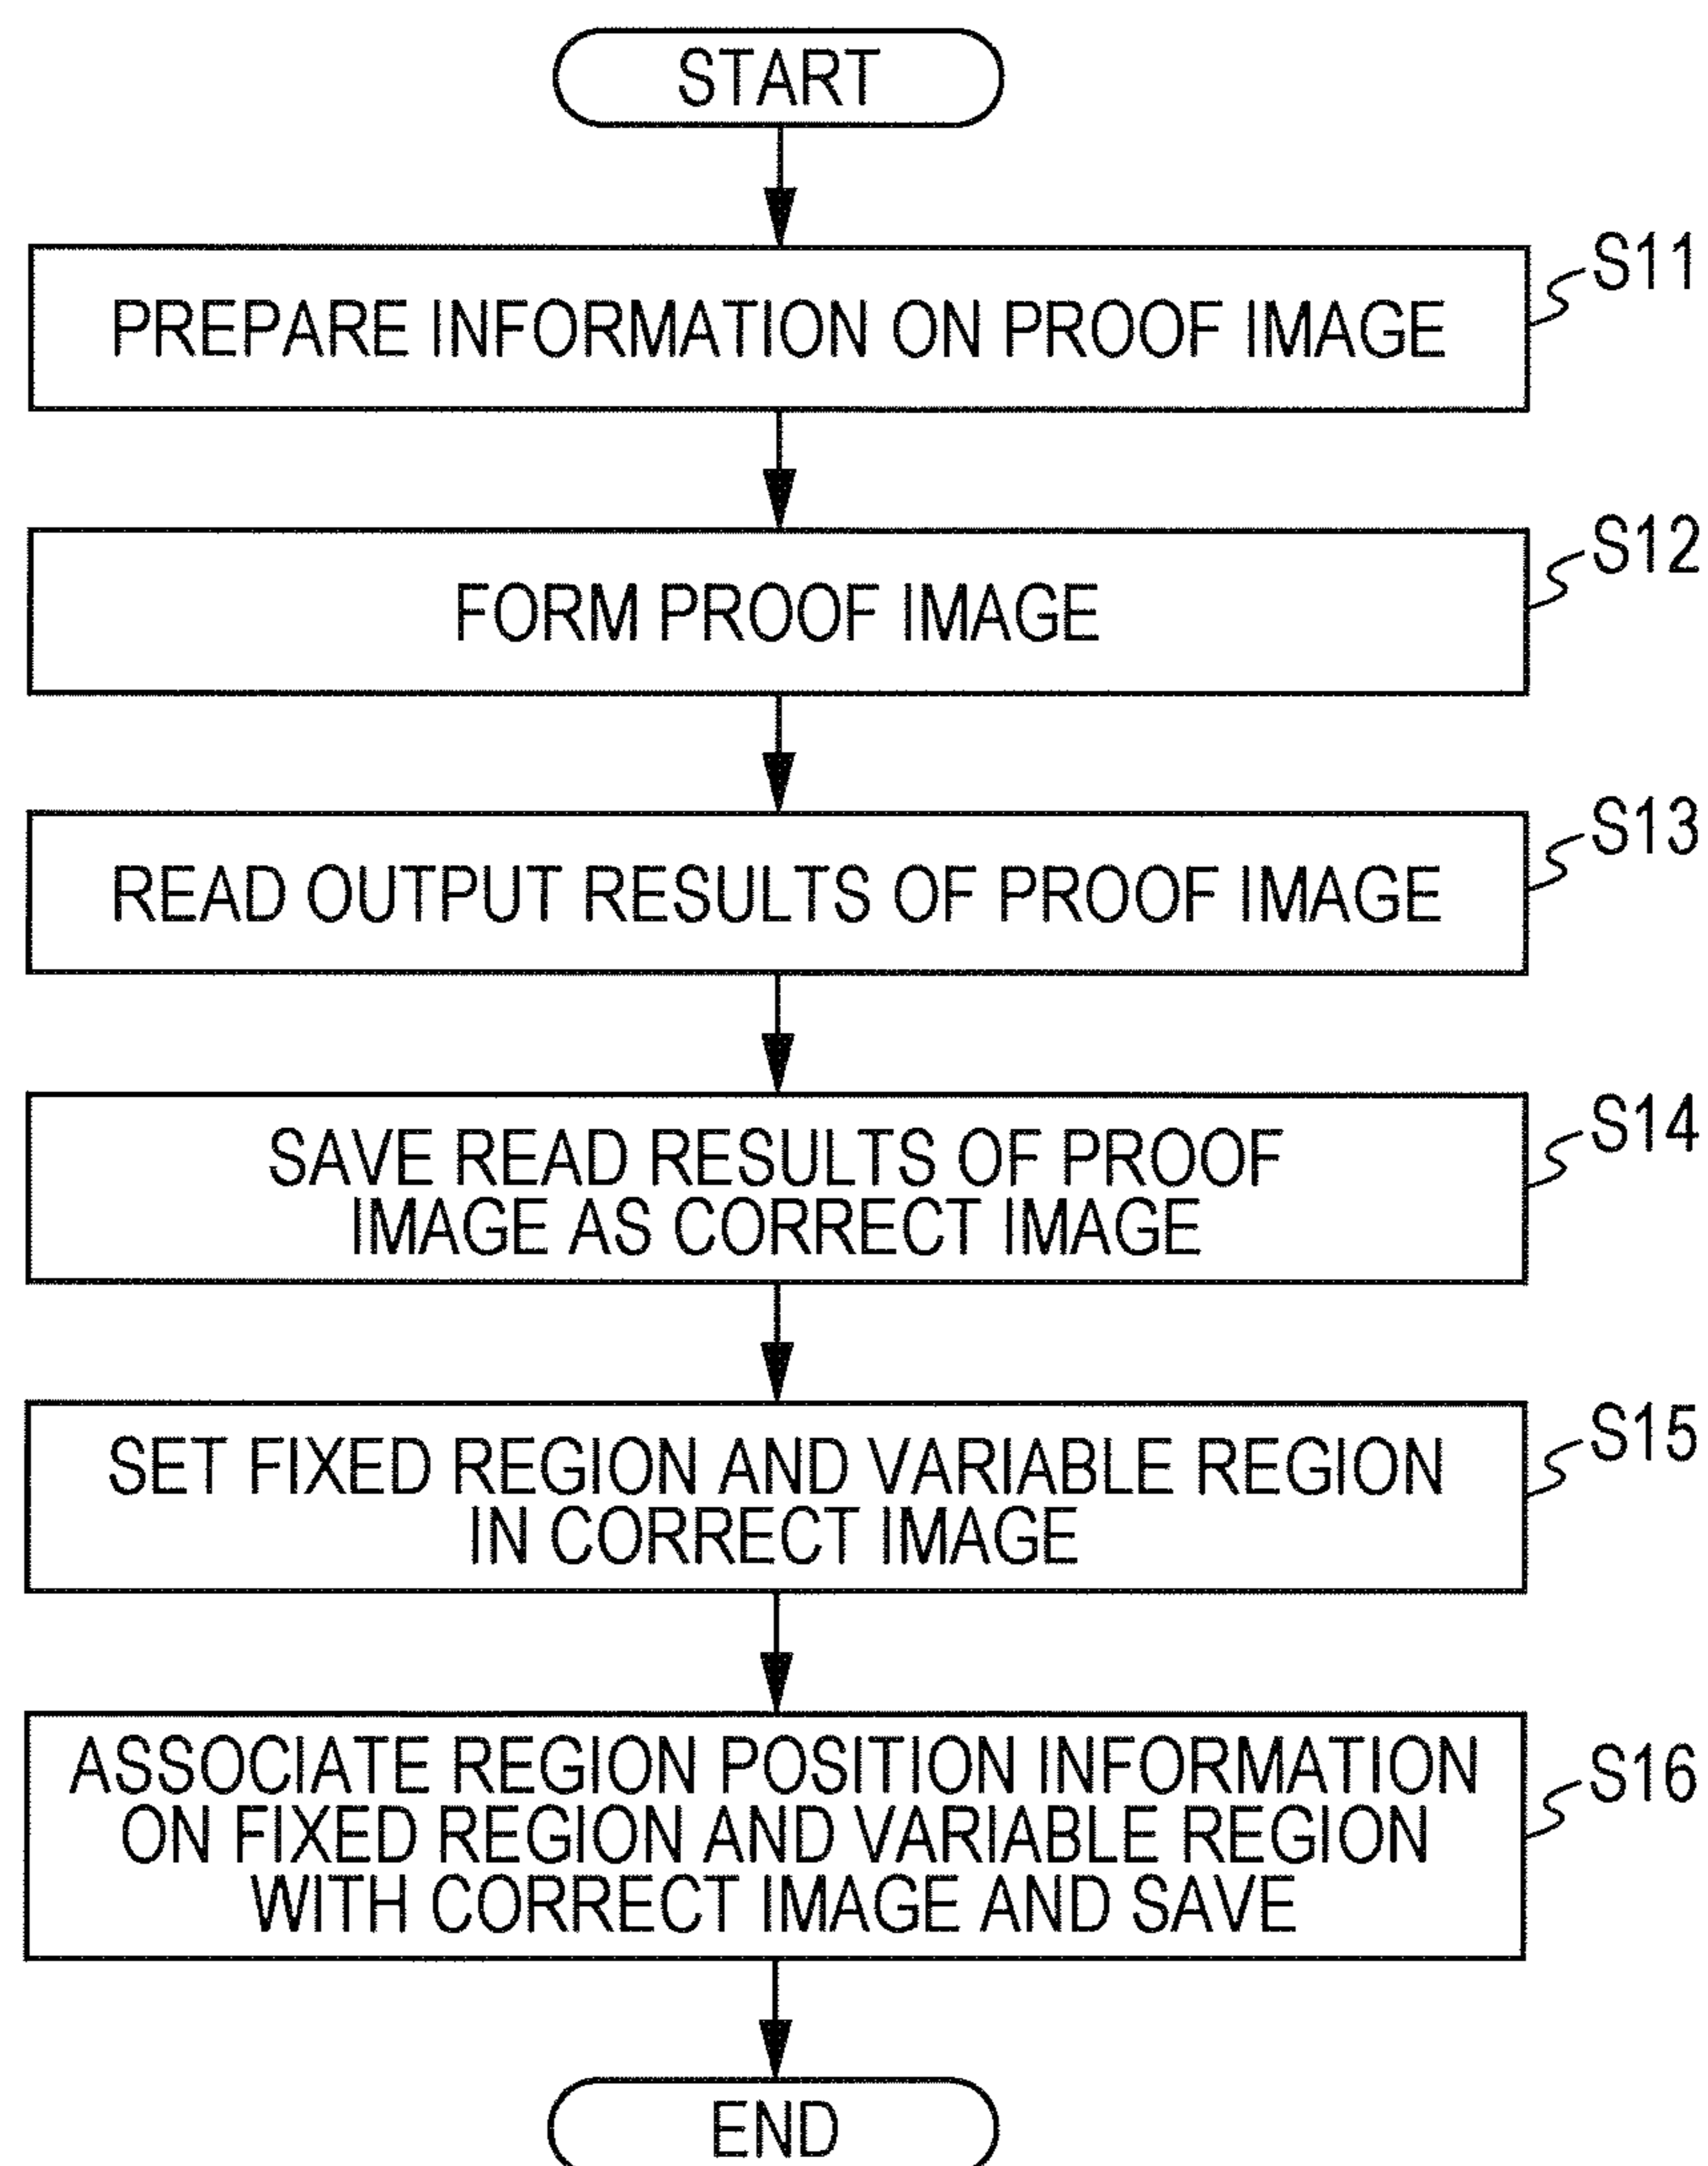 START
S11
PREPARE INFORMATION ON PROOF IMAGE
S12
FORM PROOF IMAGE
S13
READ OUTPUT RESULTS OF PROOF IMAGE
S14
SAVE READ RESULTS OF PROOF
IMAGE AS CORRECT IMAGE
S15
SET FIXED REGION AND VARIABLE REGION
IN CORRECT IMAGE
S16
ASSOCIATE REGION POSITION INFORMATION
ON FIXED REGION AND VARIABLE REGION
WITH CORRECT IMAGE AND SAVE
END